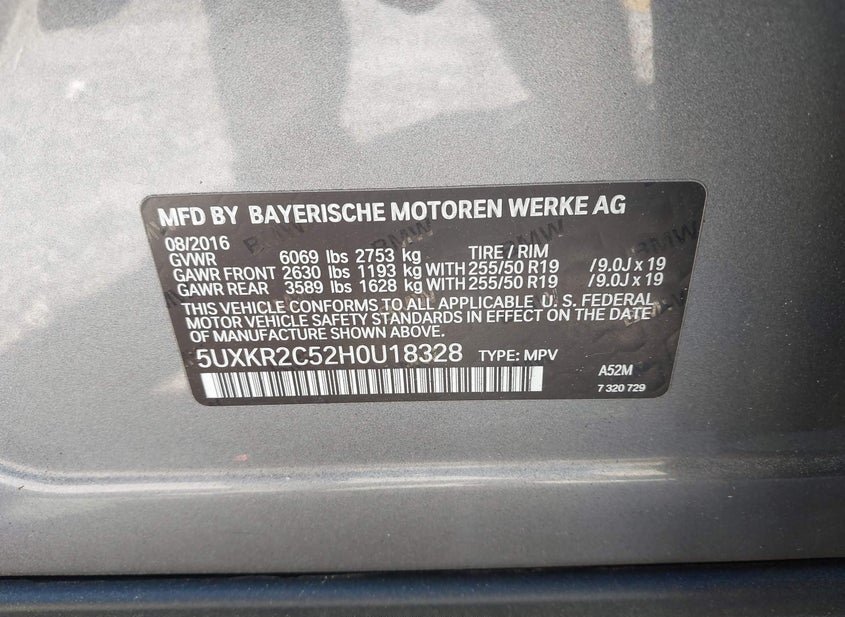 MFD BY BAYERISCHE MOTOREN WERKE AG
08/2016
GVWR 6069 lbs 2753 kg TIRE / RIM
GAWR FRONT 2630 lbs 1193 kg WITH 255/50 R19 /9.0J x 19
GAWR REAR 3589 lbs 1628 kg WITH 255/50 R19 /9.0J x 19
THIS VEHICLE CONFORMS TO ALL APPLICABLE, U. S. FEDERAL
MOTOR VEHICLE SAFETY STANDARDS IN EFFECT ON THE DATE
OF MANUFACTURE SHOWN ABOVE.
5UXKR2C52H0U18328 TYPE: MPV
A52M
7 320 729